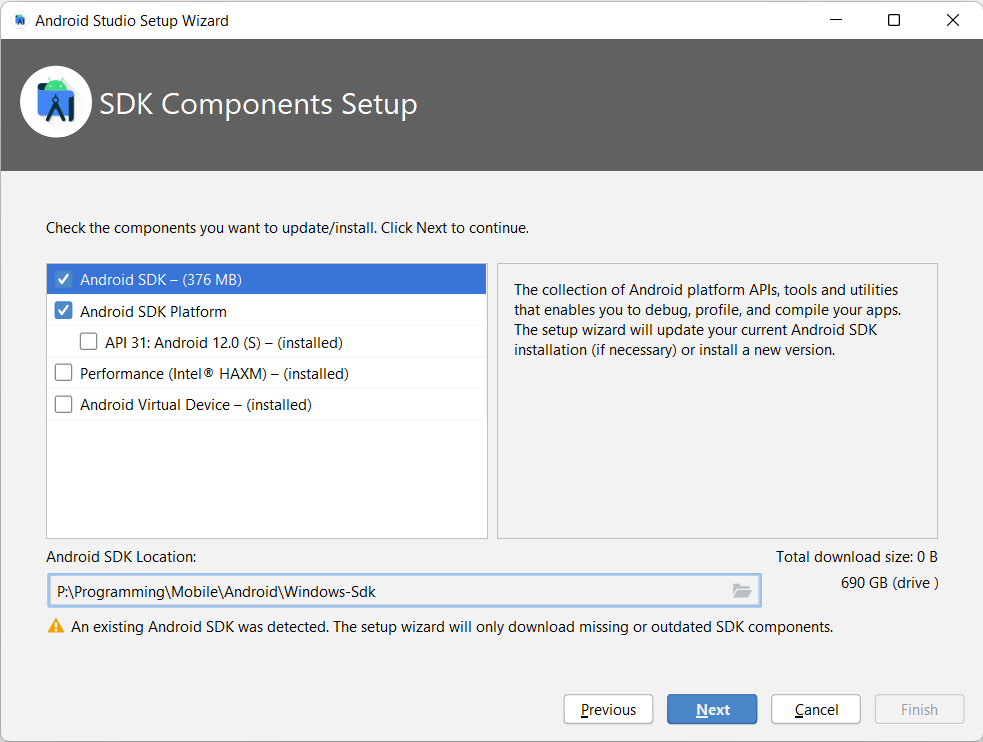 Android Studio Setup Wizard
SDK Components Setup
Check the components you want to update/install. Click Next to continue.
Android SDK – (376 MB)
Android SDK Platform
API 31: Android 12.0 (S) – (installed)
Performance (Intel® HAXM) – (installed)
Android Virtual Device – (installed)
The collection of Android platform APIs, tools and utilities
that enables you to debug, profile, and compile your apps.
The setup wizard will update your current Android SDK
installation (if necessary) or install a new version.
Android SDK Location:
Total download size: 0 B
P:\Programming\Mobile\Android\Windows-Sdk
690 GB (drive )
An existing Android SDK was detected. The setup wizard will only download missing or outdated SDK components.
Previous
Next
Cancel
Finish